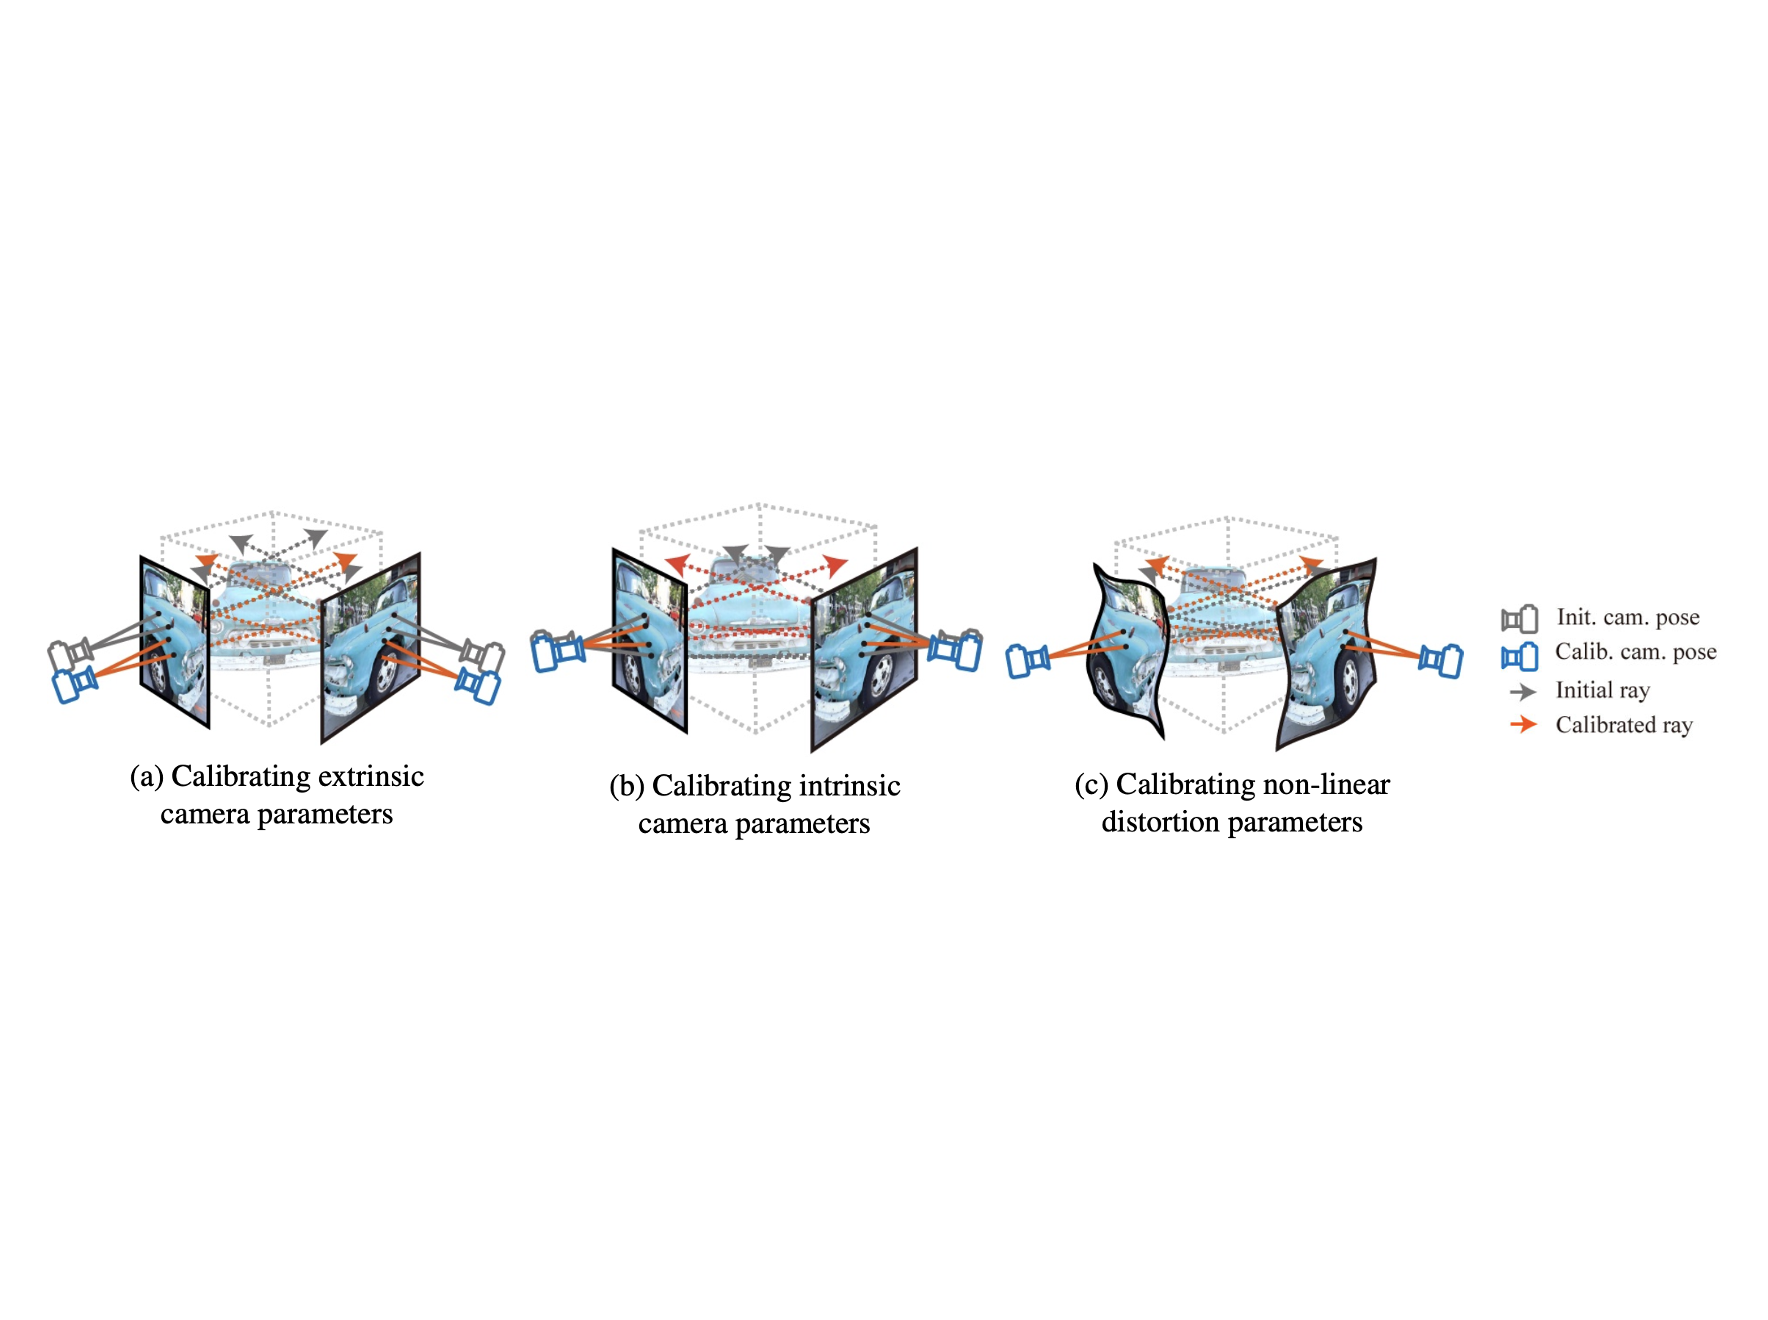 (a) Calibrating extrinsic
camera parameters
(b) Calibrating intrinsic
camera parameters
(c) Calibrating non-linear
distortion parameters
Init. cam. pose
Calib. cam. pose
Initial ray
Calibrated ray